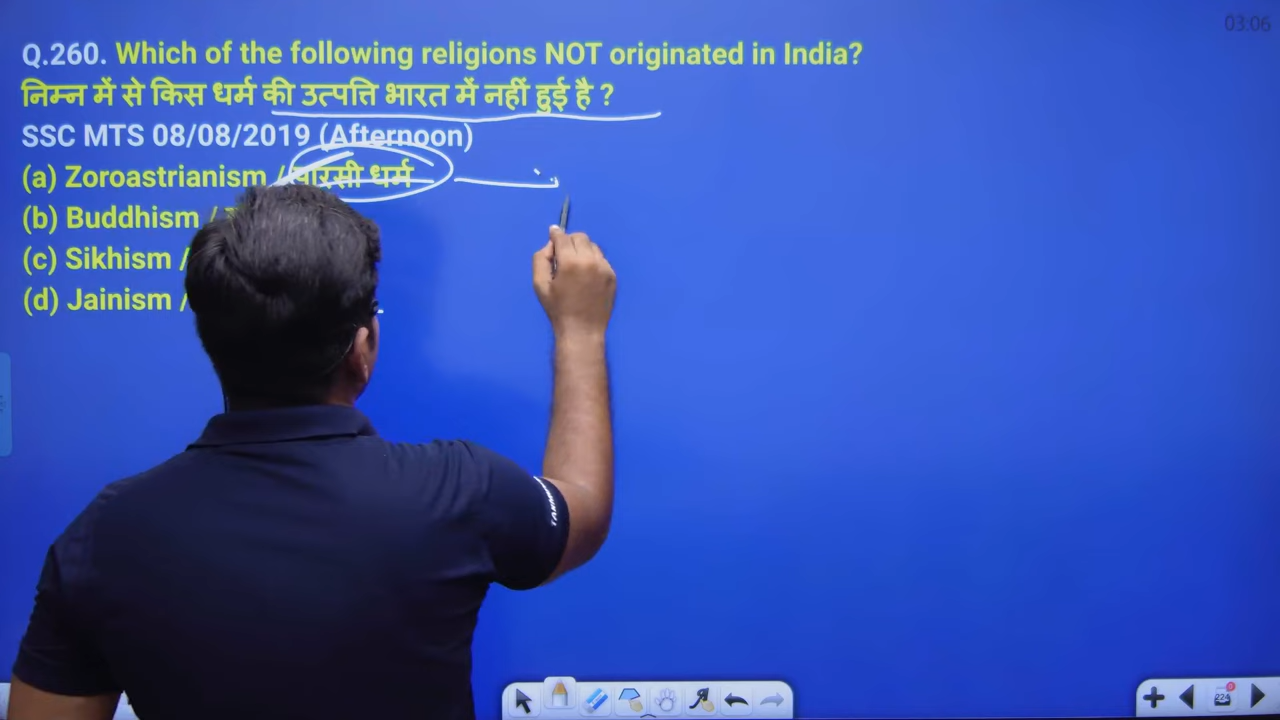 03:06
Q.260. Which of the following religions NOT originated in India?
निम्न में से किस धर्म की उत्पत्ति भारत में नहीं हुई है ?
SSC MTS 08/08/2019 (Afternoon)
(a) Zoroastrianism / पारसी धर्म
(b) Buddhism /
(c) Sikhism /
(d) Jainism /
224